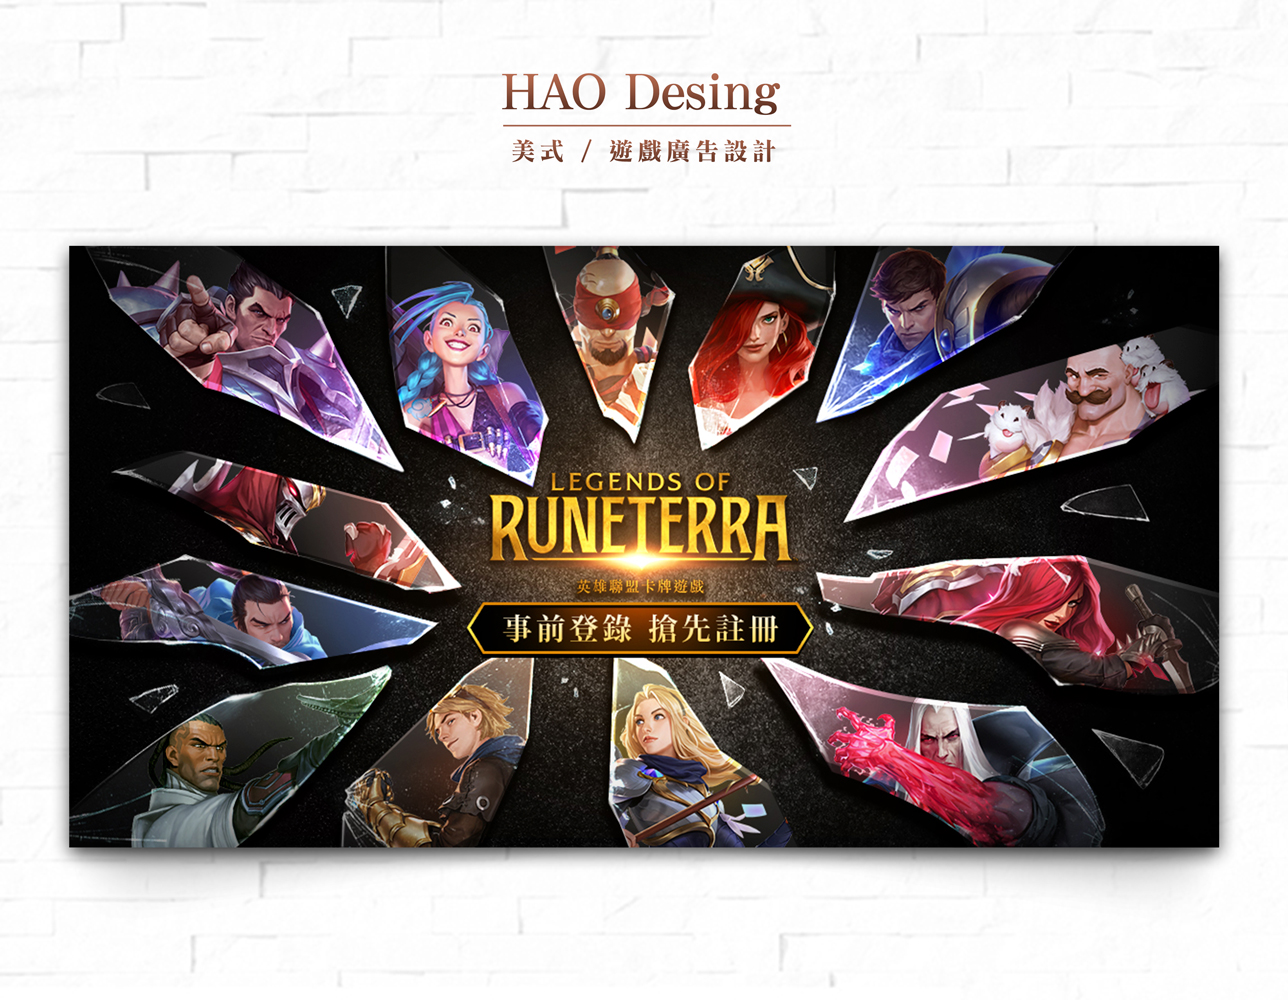 HAO Desing
美式 / 遊戲廣告設計
LEGENDS OF
RUNETERRA
英雄聯盟卡牌遊戲
事前登錄 搶先註冊